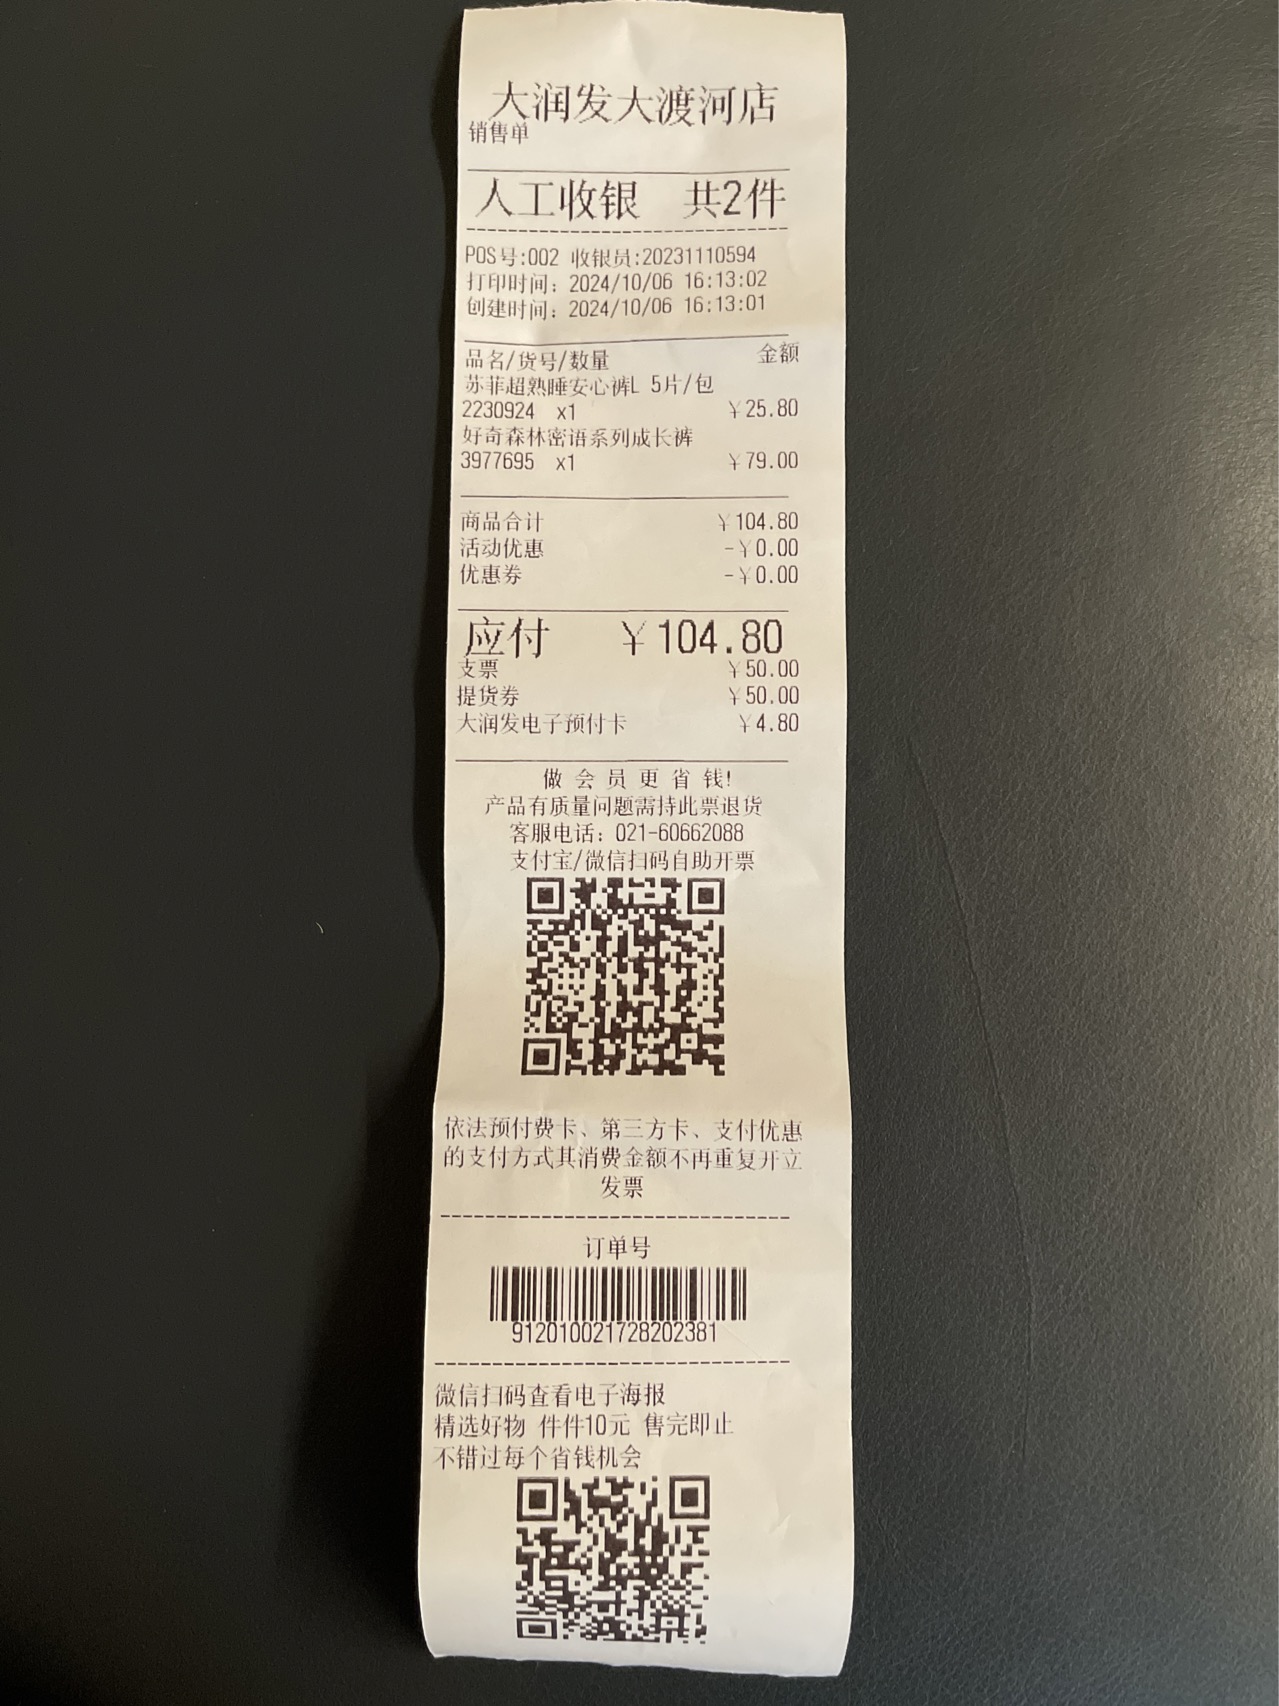 大润发大渡河店
销售单
人工收银 共2件
POS号:002 收银员:20231110594
打印时间：2024/10/06 16:13:02
创建时间：2024/10/06 16:13:01
品名/货号/数量 金额
苏菲超熟睡安心裤L 5片/包
2230924 x1 ￥25.80
好奇森林密语系列成长裤
3977695 x1 ￥79.00
商品合计 ￥104.80
活动优惠 -￥0.00
优惠券 -￥0.00
应付 ￥104.80
支票 ￥50.00
提货券 ￥50.00
大润发电子预付卡 ￥4.80
做会员更省钱!
产品有质量问题需持此票退货
客服电话：021-60662088
支付宝/微信扫码自助开票
依法预付费卡、第三方卡、支付优惠
的支付方式其消费金额不再重复开立
发票
订单号
912010021728202381
微信扫码查看电子海报
精选好物 件件10元 售完即止
不错过每个省钱机会